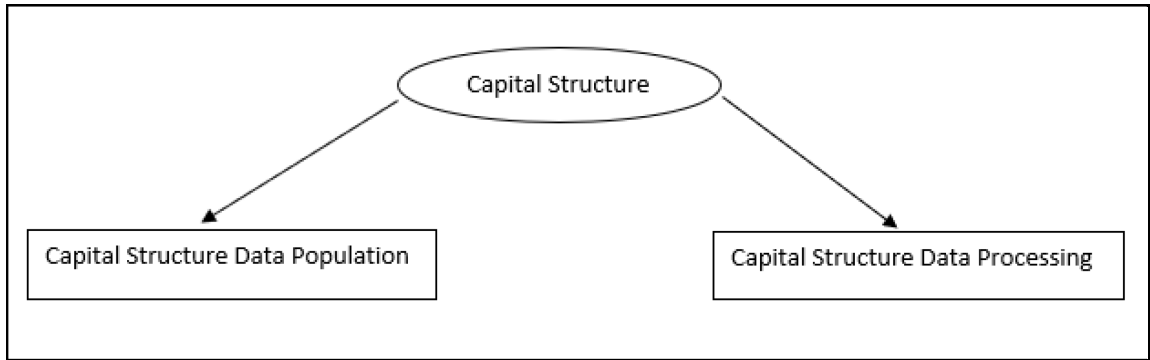 Capital Structure
Capital Structure Data Population
Capital Structure Data Processing